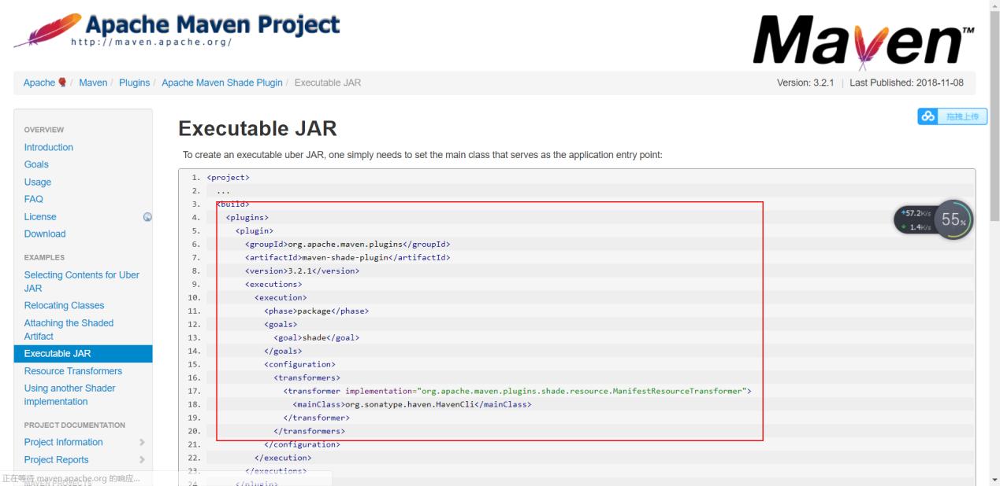 Apache Maven Project
http://maven.apache.org/
Maven™
Apache / Maven / Plugins / Apache Maven Shade Plugin / Executable JAR
Version: 3.2.1 | Last Published: 2018-11-08
OVERVIEW
Introduction
Goals
Usage
FAQ
License
Download
EXAMPLES
Selecting Contents for Uber
JAR
Relocating Classes
Attaching the Shaded
Artifact
Executable JAR
Resource Transformers
Using another Shader
implementation
PROJECT DOCUMENTATION
Project Information
Project Reports
MAVEN PROJECTS
正在等待 maven.apache.org 的响应...
拖拽上传
Executable JAR
To create an executable uber JAR, one simply needs to set the main class that serves as the application entry point:
1. <project>
2. ...
3. <build>
4. <plugins>
5. <plugin>
6. <groupId>org.apache.maven.plugins</groupId>
7. <artifactId>maven-shade-plugin</artifactId>
8. <version>3.2.1</version>
9. <executions>
10. <execution>
11. <phase>package</phase>
12. <goals>
13. <goal>shade</goal>
14. </goals>
15. <configuration>
16. <transformers>
17. <transformer implementation="org.apache.maven.plugins.shade.resource.ManifestResourceTransformer">
18. <mainClass>org.sonatype.haven.HavenCli</mainClass>
19. </transformer>
20. </transformers>
21. </configuration>
22. </execution>
23. </executions>
24 </plugin>
57.2K/s
1.4K/s
55%